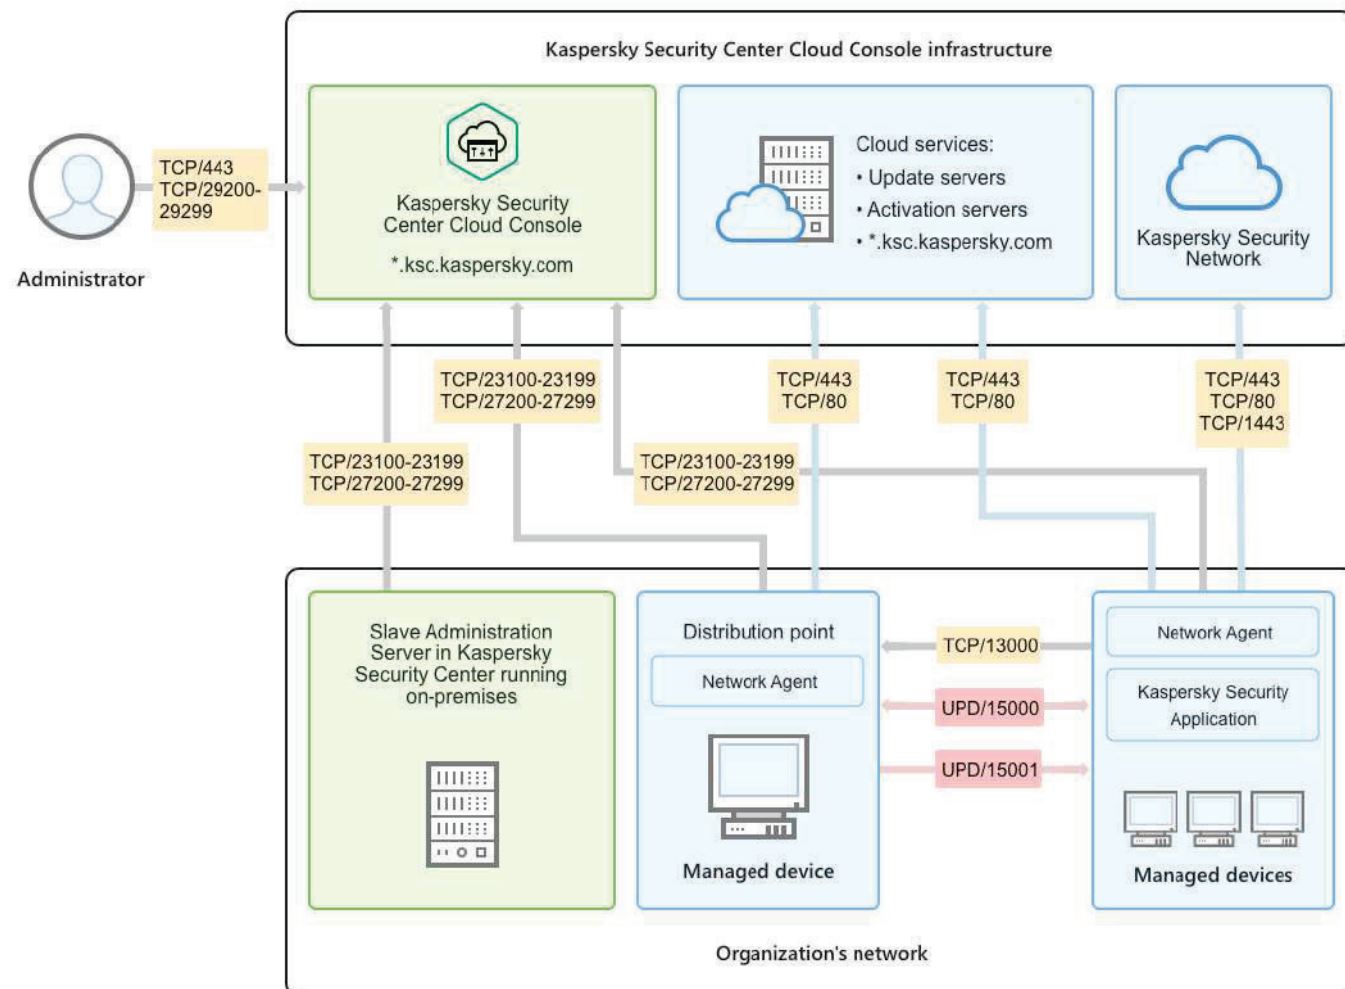 Kaspersky Security Center Cloud Console infrastructure
Kaspersky Security
Center Cloud Console
*.ksc.kaspersky.com
Cloud services:
• Update servers
• Activation servers
• *.ksc.kaspersky.com
Kaspersky Security
Network
TCP/443
TCP/29200-
29299
Administrator
TCP/23100-23199
TCP/27200-27299
TCP/443
TCP/80
TCP/443
TCP/80
TCP/443
TCP/80
TCP/1443
TCP/23100-23199
TCP/27200-27299
TCP/23100-23199
TCP/27200-27299
Slave Administration
Server in Kaspersky
Security Center running
on-premises
Distribution point
Network Agent
Managed device
TCP/13000
UPD/15000
UPD/15001
Network Agent
Kaspersky Security
Application
Managed devices
Organization's network